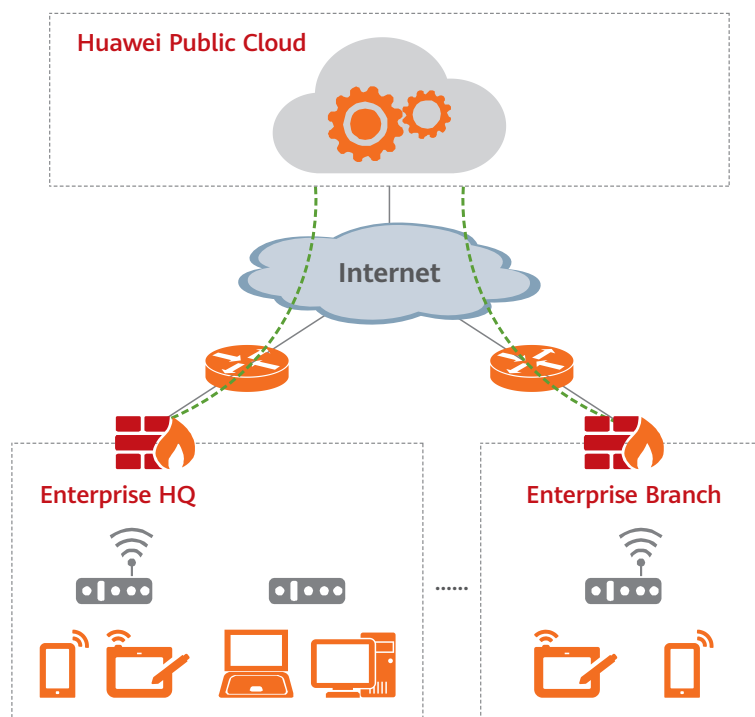 Huawei Public Cloud
Internet
Enterprise HQ
Enterprise Branch
......